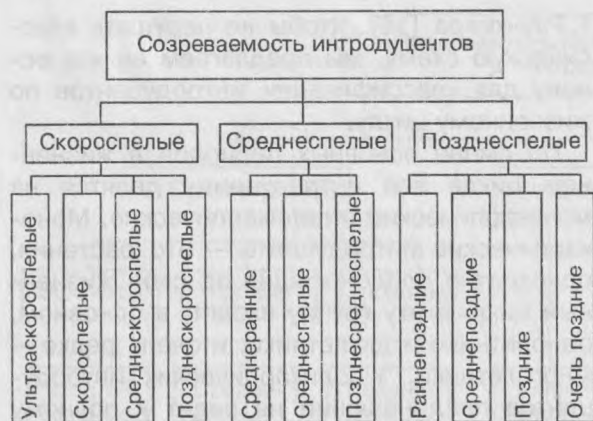 Созреваемость интродуцентов
Скороспелые
Среднеспелые
Позднеспелые
Ультраскороспелые
Скороспелые
Среднескороспелые
Позднескороспелые
Среднеранние
Среднеспелые
Позднесреднеспелые
Раннепоздние
Среднепоздние
Поздние
Очень поздние